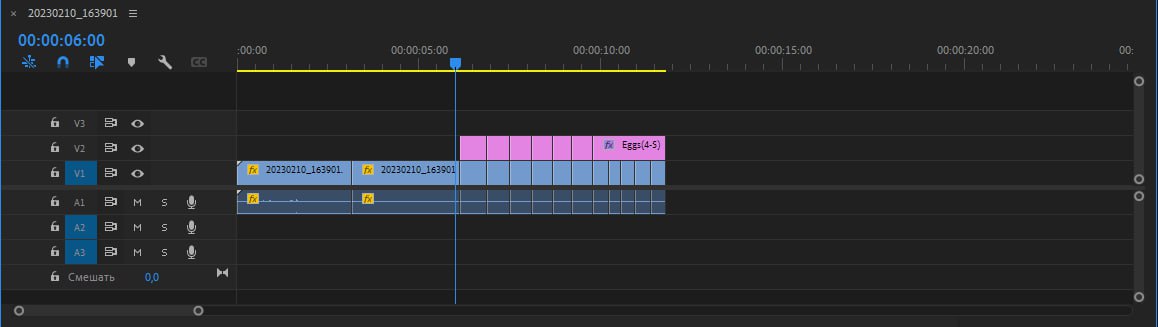 × 20230210_163901 ☰
00:00:06:00
:00:00 00:00:05:00 00:00:10:00 00:00:15:00 00:00:20:00 00:
CC
V3
V2 fx Eggs(4-5)
V1 fx 20230210_163901. fx 20230210_163901
A1 M S fx fx
A2 M S
A3 M S
Смешать 0,0